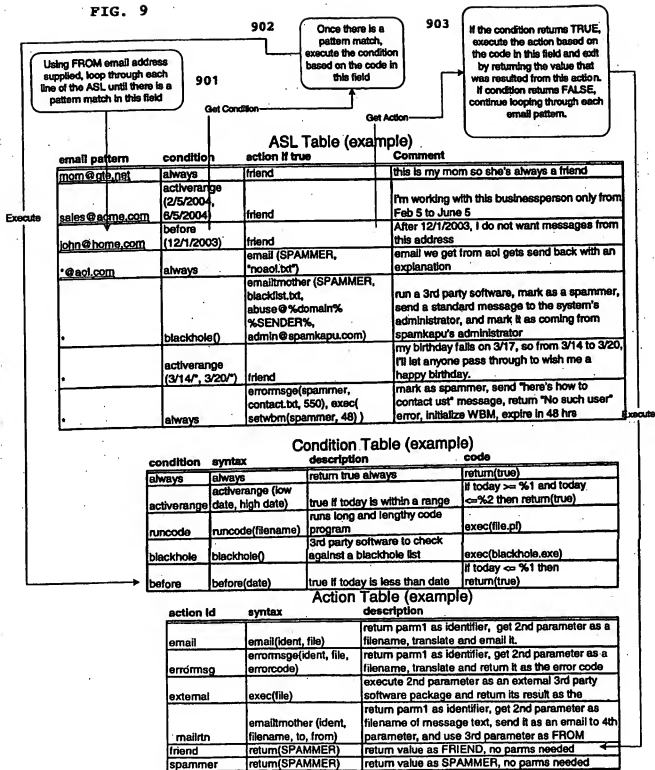 FIG. 9
902
903
Once there is a
pattern match,
execute the condition
based on the code in
this field
If the condition returns TRUE,
execute the action based on
the code in this field and exit
by returning the value that
was resulted from this action.
If condition returns FALSE,
continue looping through each
email pattern.
Using FROM email address
supplied, loop through each
line of the ASL until there is a
pattern match in this field
901
Get Condition
Get Action
ASL Table (example)
email pattern condition action if true Comment
mom@gte.net always friend this is my mom so she's always a friend
activerange
(2/5/2004,
6/5/2004)
sales@acme.com friend
I'm working with this businessperson only from
Feb 5 to June 5
Execute
before
(12/1/2003)
john@home.com friend
After 12/1/2003, I do not want messages from
this address
*@aol.com always
email (SPAMMER,
"noaol.txt")
email we get from aol gets send back with an
explanation
* blackhole()
emailtmother (SPAMMER,
blacklist.txt,
abuse@%domain%
%SENDER%,
admin@spamkapu.com)
run a 3rd party software, mark as a spammer,
send a standard message to the system's
administrator, and mark it as coming from
spamkapu's administrator
* activerange
(3/14/*, 3/20/*)
friend
my birthday falls on 3/17, so from 3/14 to 3/20,
I'll let anyone pass through to wish me a
happy birthday.
* always
errormsge(spammer,
contact.txt, 550), exec(
setwbm(spammer, 48) )
mark as spammer, send "here's how to
contact ust" message, return "No such user"
error, initialize WBM, expire in 48 hrs
Execute
Condition Table (example)
condition syntax description code
always always return true always return(true)
activerange activerange (low
date, high date)
true if today is within a range
if today >= %1 and today
<=%2 then return(true)
runcode runcode(filename)
runs long and lengthy code
program
exec(file.pl)
blackhole blackhole()
3rd party software to check
against a blackhole list
exec(blackhole.exe)
before before(date) true if today is less than date
if today <= %1 then
return(true)
Action Table (example)
action id syntax description
email email(ident, file)
return parm1 as identifier, get 2nd parameter as a
filename, translate and email it.
errormsg errormsge(ident, file,
errorcode)
return parm1 as identifier, get 2nd parameter as a
filename, translate and return it as the error code
external exec(file)
execute 2nd parameter as an external 3rd party
software package and return its result as the
mailrtn emailtmother (ident,
filename, to, from)
return parm1 as identifier, get 2nd parameter as
filename of message text, send it as an email to 4th
parameter, and use 3rd parameter as FROM
friend return(SPAMMER) return value as FRIEND, no parms needed
spammer return(SPAMMER) return value as SPAMMER, no parms needed